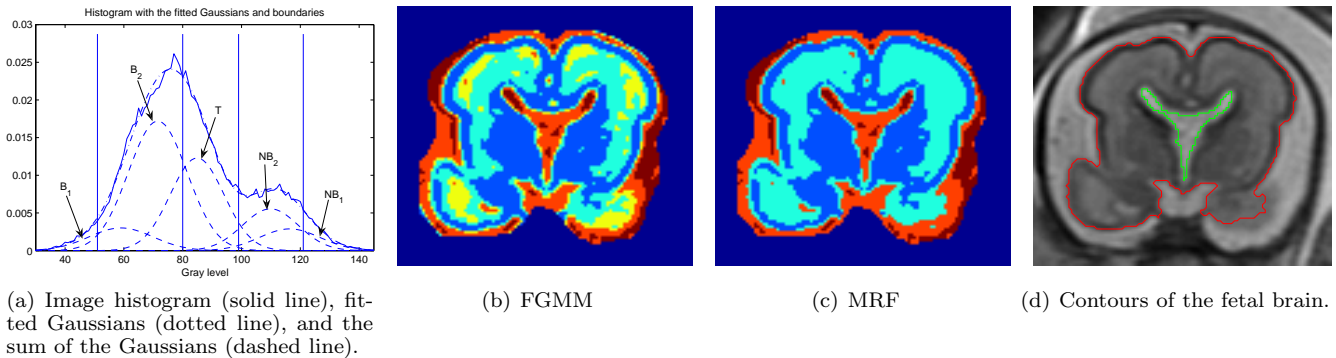 Histogram with the fitted Gaussians and boundaries
0.03
0.025
0.02
0.015
0.01
0.005
0
B2
T
NB2
B1
NB1
40 60 80 100 120 140
Gray level
(a) Image histogram (solid line), fit-
ted Gaussians (dotted line), and the
sum of the Gaussians (dashed line).
(b) FGMM
(c) MRF
(d) Contours of the fetal brain.